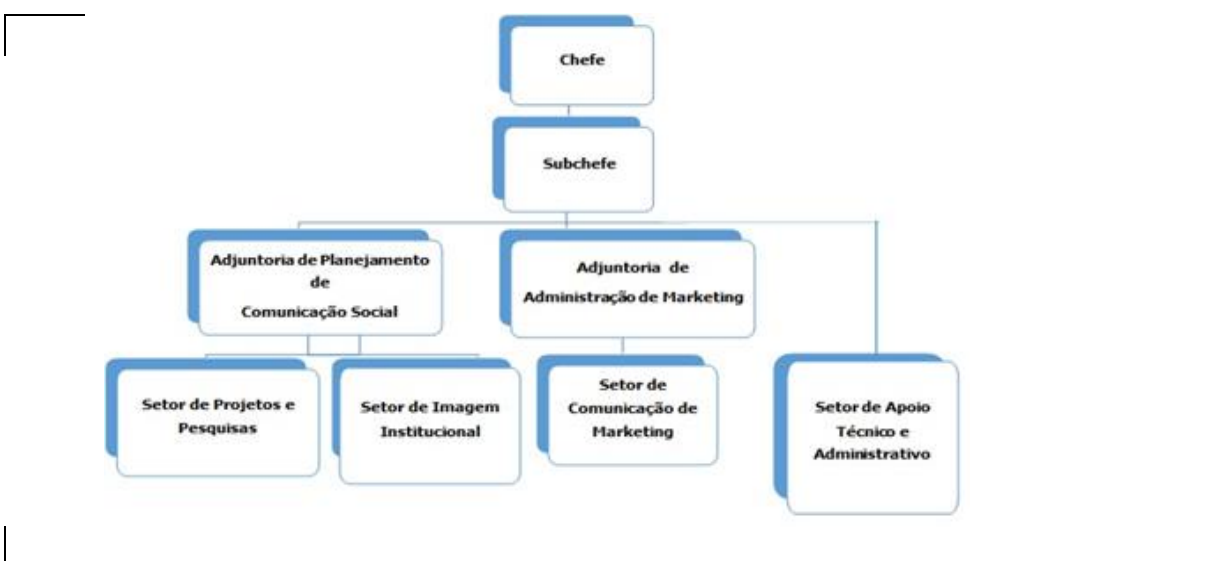 Chefe
Subchefe
Adjuntoria de Planejamento
de
Comunicação Social
Adjuntoria de
Administração de Marketing
Setor de Projetos e
Pesquisas
Setor de Imagem
Institucional
Setor de
Comunicação de
Marketing
Setor de Apoio
Técnico e
Administrativo